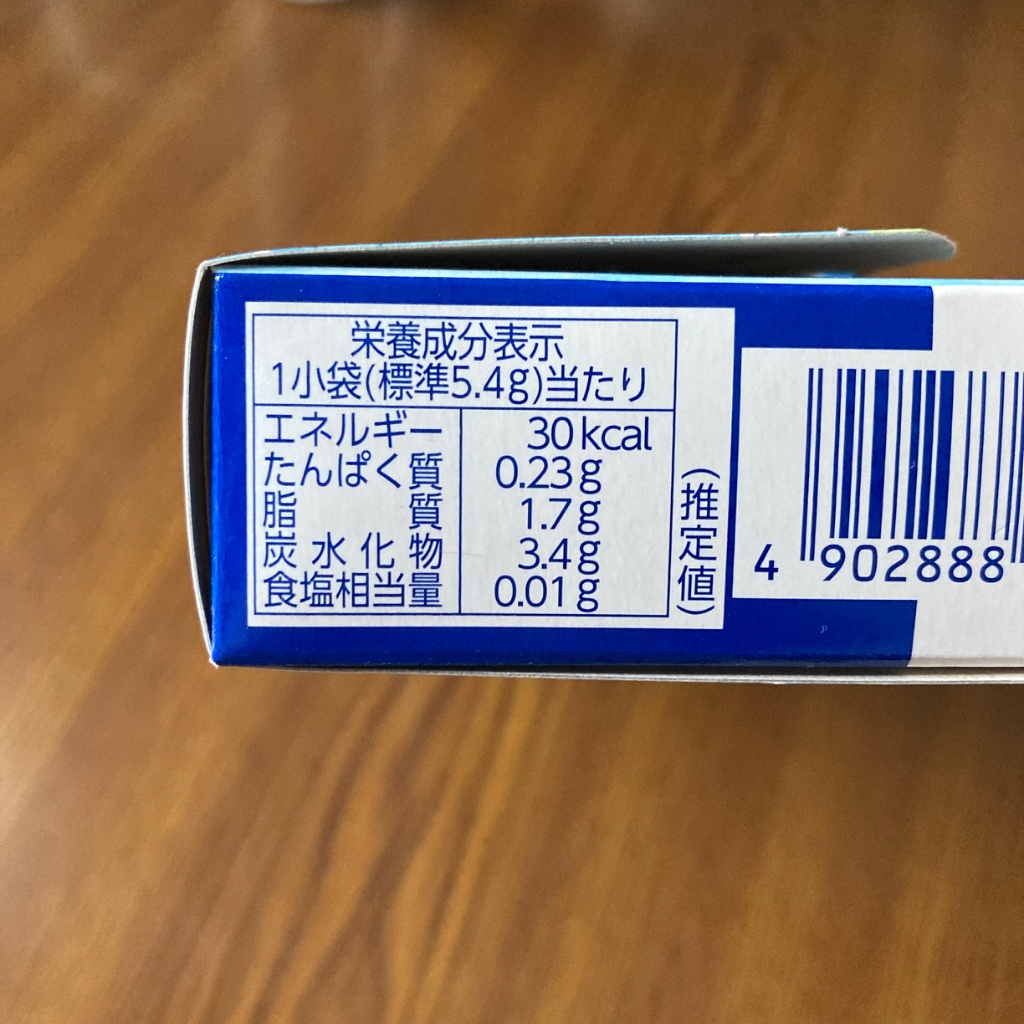 栄養成分表示
1小袋(標準5.4g)当たり
エネルギー 30kcal
たんぱく質 0.23g
脂質 1.7g
炭水化物 3.4g
食塩相当量 0.01g
(推定値)
4 902888